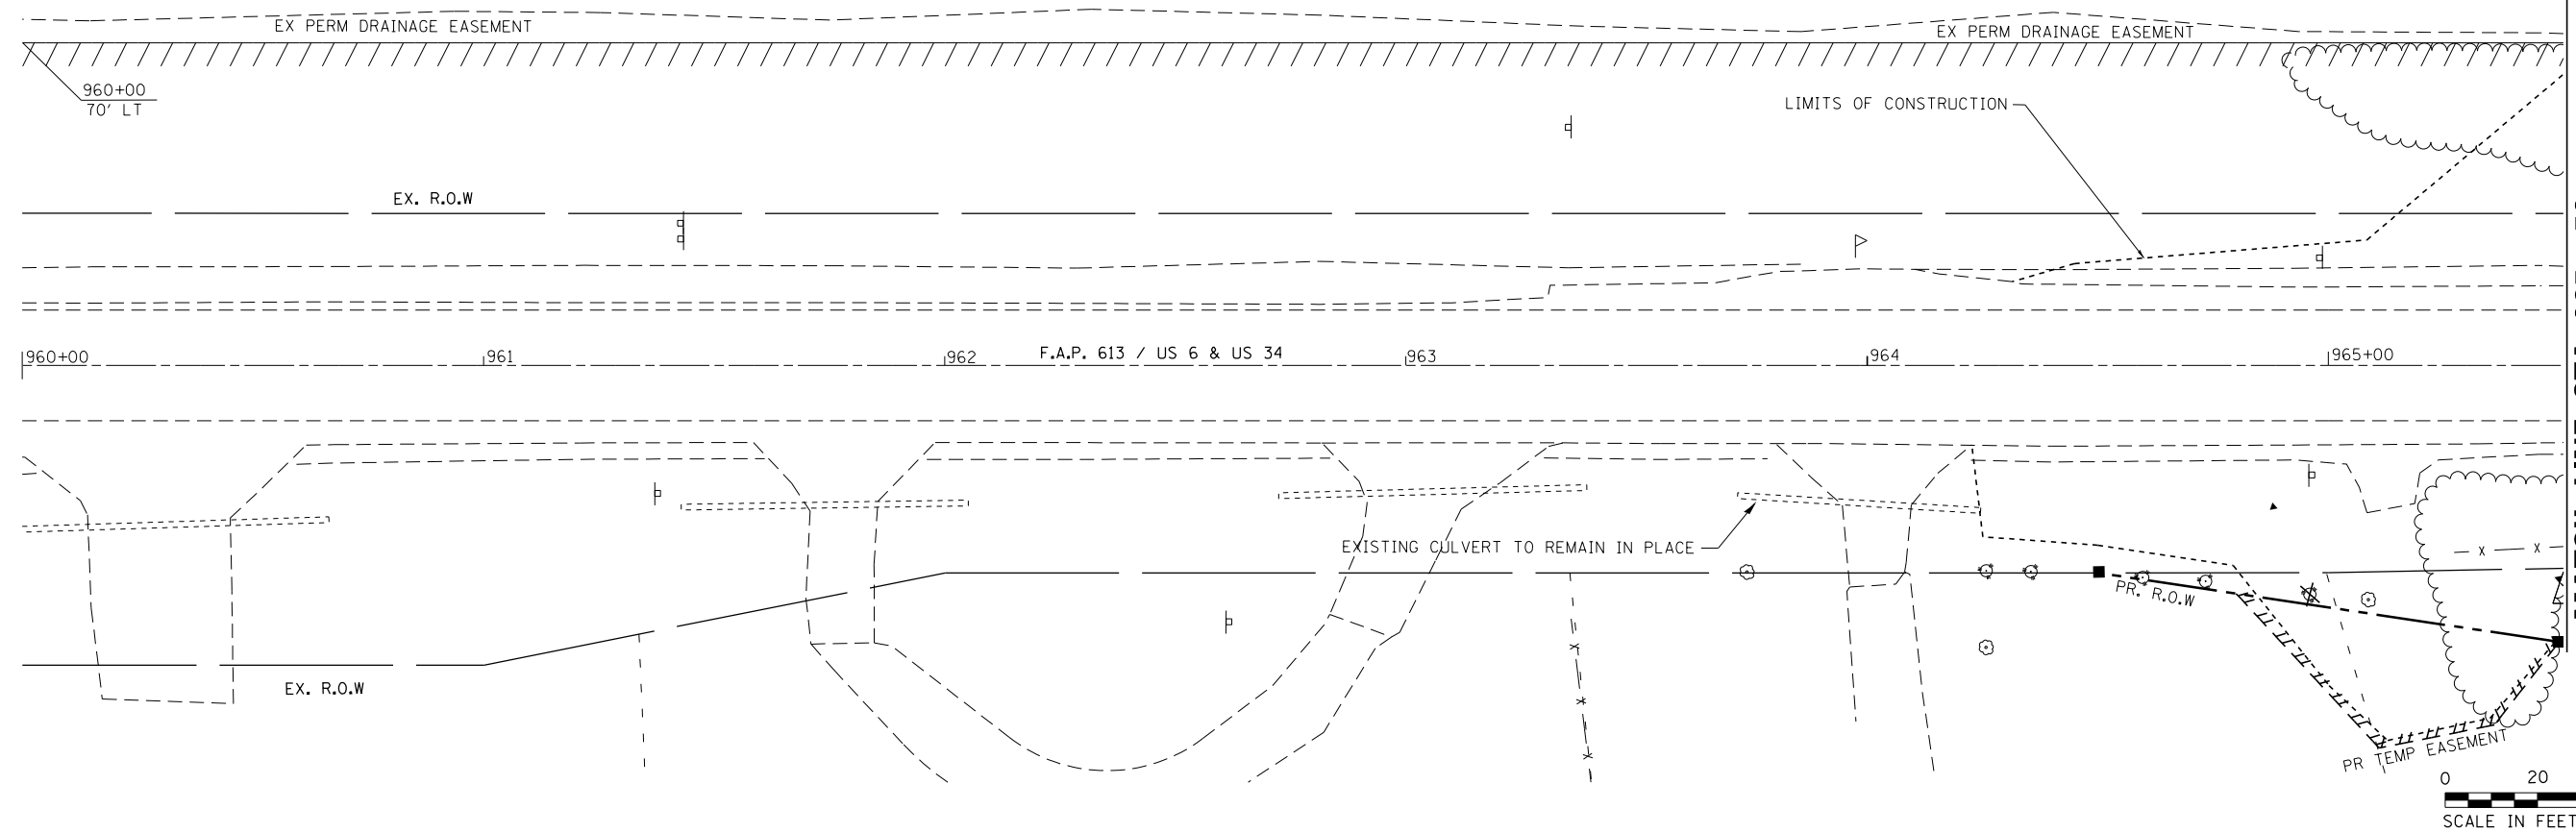 EX PERM DRAINAGE EASEMENT
EX PERM DRAINAGE EASEMENT
960+00
70' LT
LIMITS OF CONSTRUCTION
EX. R.O.W
960+00
961
962
F.A.P. 613 / US 6 & US 34
963
964
965+00
EXISTING CULVERT TO REMAIN IN PLACE
PR. R.O.W
EX. R.O.W
PR TEMP EASEMENT
0 20
SCALE IN FEET